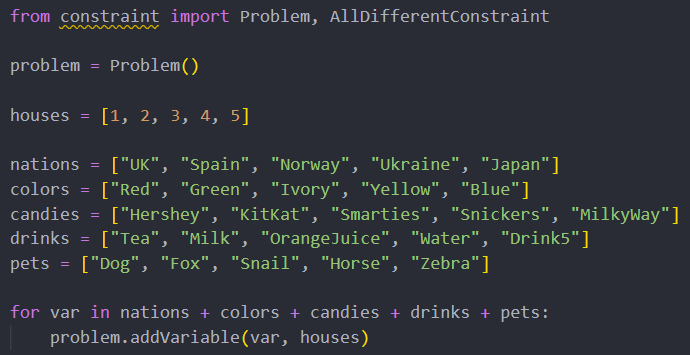 from constraint import Problem, AllDifferentConstraint
problem = Problem()
houses = [1, 2, 3, 4, 5]
nations = ["UK", "Spain", "Norway", "Ukraine", "Japan"]
colors = ["Red", "Green", "Ivory", "Yellow", "Blue"]
candies = ["Hershey", "KitKat", "Smarties", "Snickers", "MilkyWay"]
drinks = ["Tea", "Milk", "OrangeJuice", "Water", "Drink5"]
pets = ["Dog", "Fox", "Snail", "Horse", "Zebra"]
for var in nations + colors + candies + drinks + pets:
    problem.addVariable(var, houses)